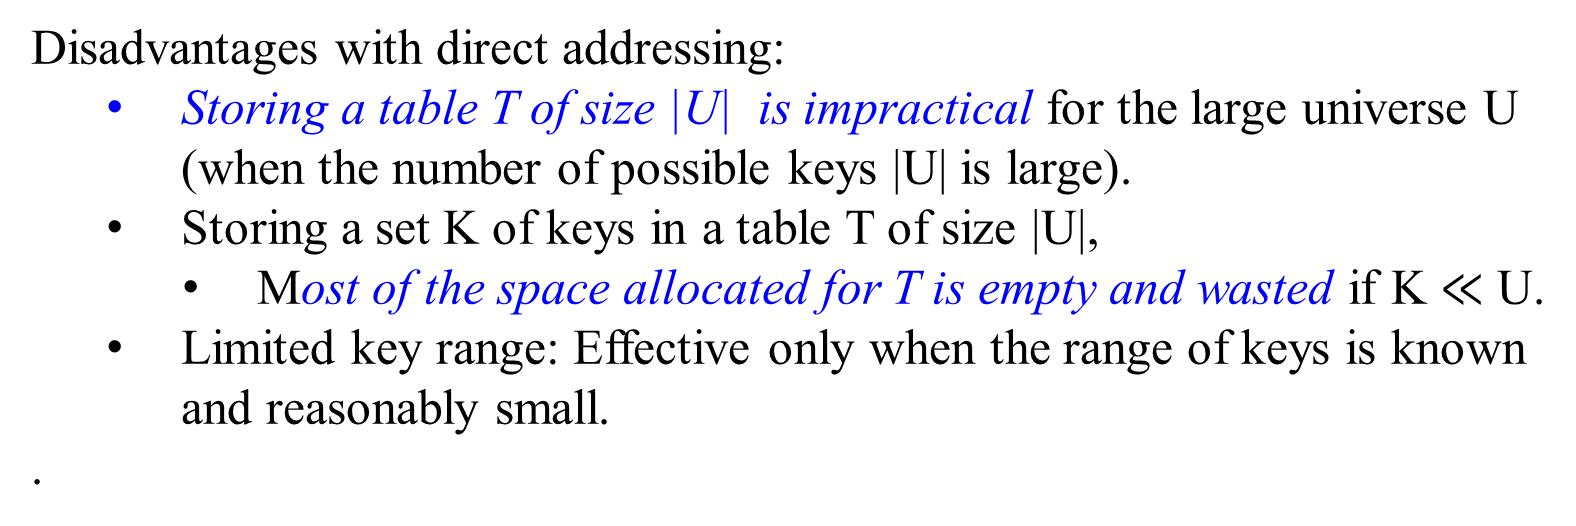 Disadvantages with direct addressing:
• Storing a table T of size |U| is impractical for the large universe U
(when the number of possible keys |U| is large).
• Storing a set K of keys in a table T of size |U|,
• Most of the space allocated for T is empty and wasted if K ≪ U.
• Limited key range: Effective only when the range of keys is known
and reasonably small.
.